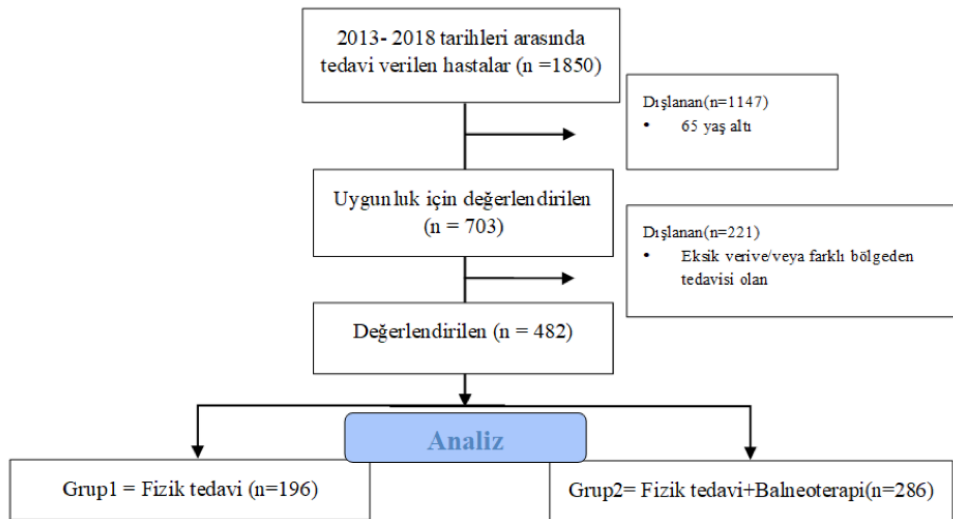 2013- 2018 tarihleri arasında
tedavi verilen hastalar (n =1850)
Dışlanan(n=1147)
• 65 yaş altı
Uygunluk için değerlendirilen
(n = 703)
Dışlanan(n=221)
• Eksik verive/veya farklı bölgeden
tedavisi olan
Değerlendirilen (n = 482)
Analiz
Grup1 = Fizik tedavi (n=196)
Grup2= Fizik tedavi+Balneoterapi(n=286)